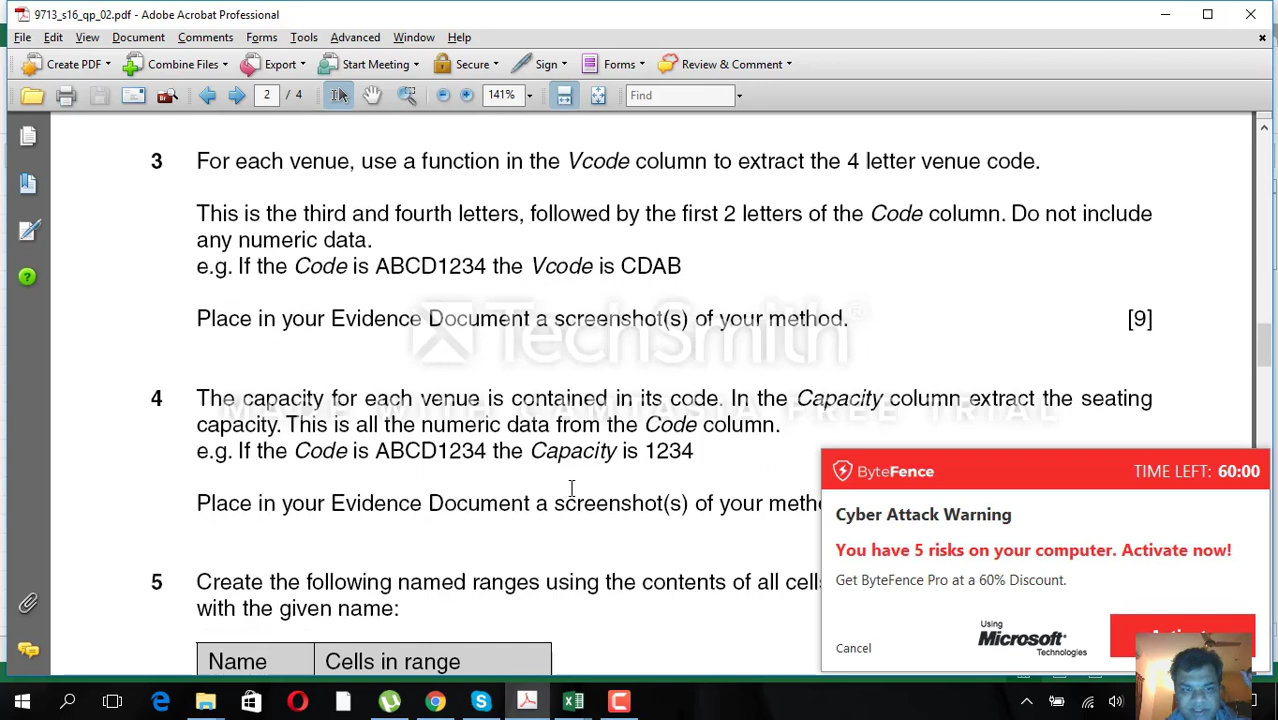 9713_s16_qp_02.pdf - Adobe Acrobat Professional
File Edit View Document Comments Forms Tools Advanced Window Help
Create PDF Combine Files Export Start Meeting Secure Sign Forms Review & Comment
2 / 4 141% Find
3 For each venue, use a function in the Vcode column to extract the 4 letter venue code.
This is the third and fourth letters, followed by the first 2 letters of the Code column. Do not include
any numeric data.
e.g. If the Code is ABCD1234 the Vcode is CDAB
TechSmith®
Place in your Evidence Document a screenshot(s) of your method. [9]
4 The capacity for each venue is contained in its code. In the Capacity column extract the seating
MADE WITH CAMTASIA FREE TRIAL
capacity. This is all the numeric data from the Code column.
e.g. If the Code is ABCD1234 the Capacity is 1234
Place in your Evidence Document a screenshot(s) of your
5 Create the following named ranges using the contents of all cells
with the given name:
Name Cells in range
ByteFence TIME LEFT: 60:00
Cyber Attack Warning
You have 5 risks on your computer. Activate now!
Get ByteFence Pro at a 60% Discount.
Cancel
Using
Microsoft
Technologies